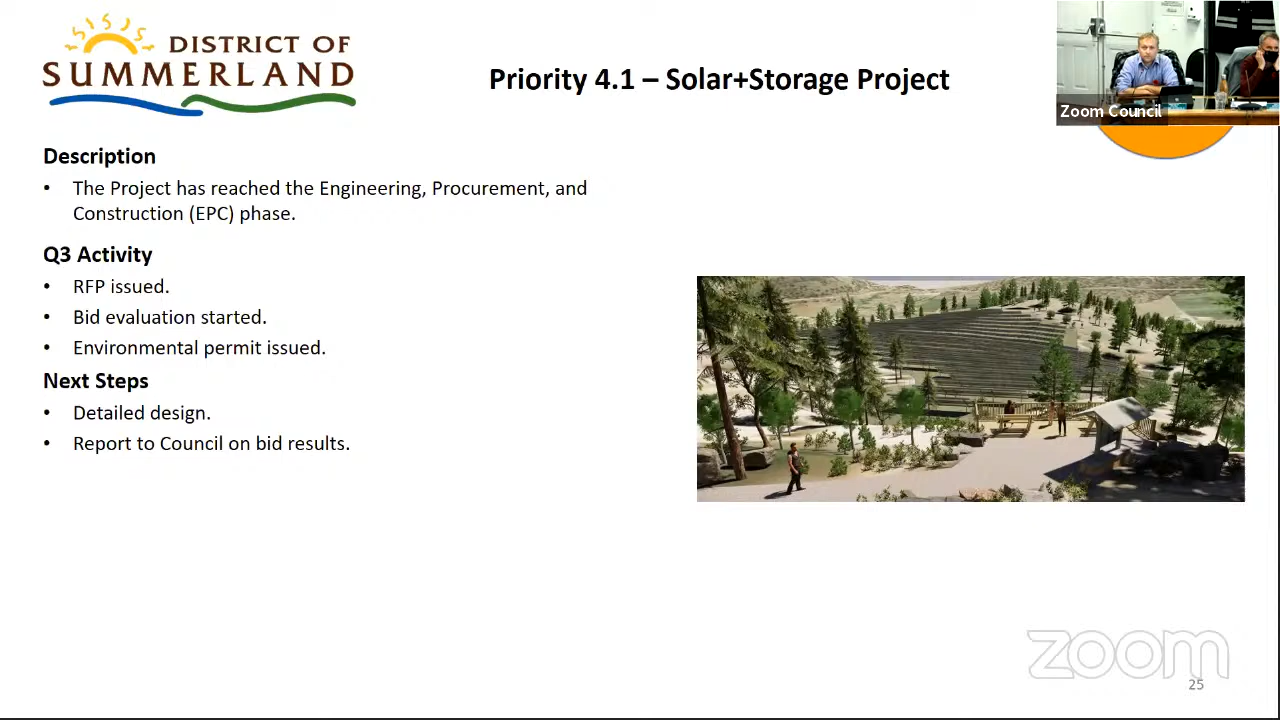 DISTRICT OF
SUMMERLAND
Priority 4.1 – Solar+Storage Project
Zoom Council
Description
• The Project has reached the Engineering, Procurement, and
Construction (EPC) phase.
Q3 Activity
• RFP issued.
• Bid evaluation started.
• Environmental permit issued.
Next Steps
• Detailed design.
• Report to Council on bid results.
zoom
25